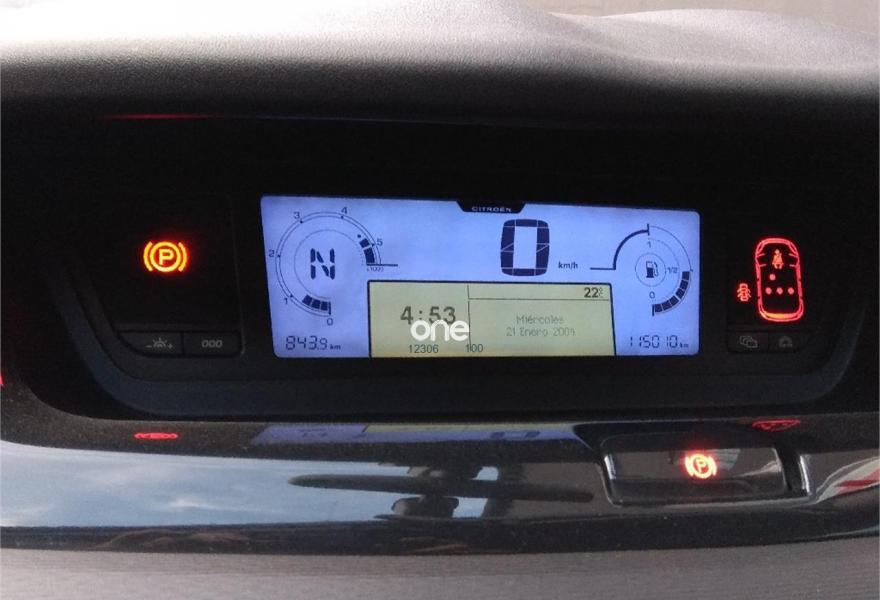 CITROËN
3 4
2 5
1 x1000
0
N
0 km/h
1
1/2
0
22°C
4:53
Miércoles
21 Enero 2004
one
12306 100
843.9 km
115010 km
P
000
P